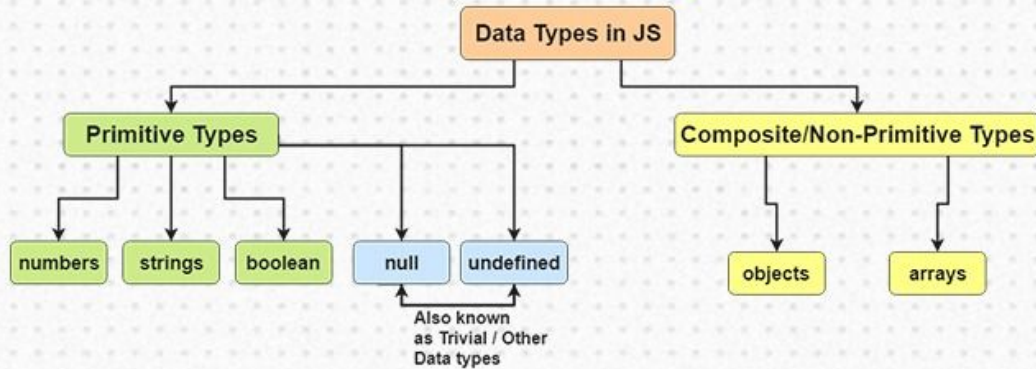 Data Types in JS
Primitive Types
Composite/Non-Primitive Types
numbers
strings
boolean
null
undefined
objects
arrays
Also known
as Trivial / Other
Data types